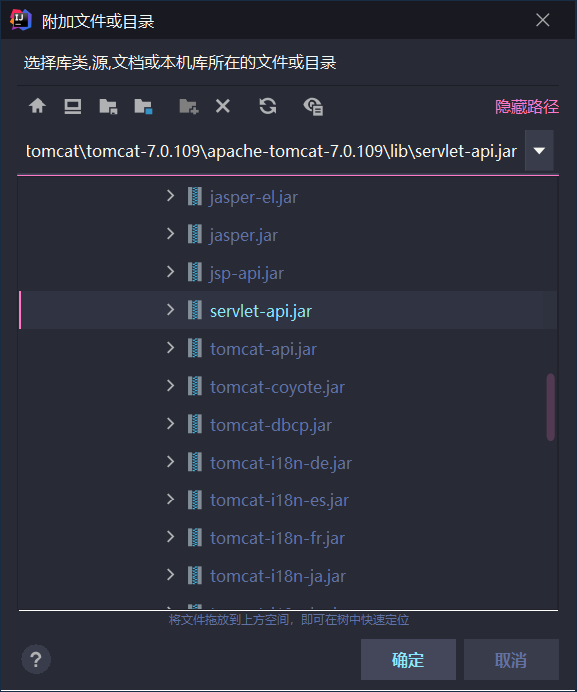 附加文件或目录
选择库类,源,文档或本机库所在的文件或目录
隐藏路径
tomcat\tomcat-7.0.109\apache-tomcat-7.0.109\lib\servlet-api.jar
jasper-el.jar
jasper.jar
jsp-api.jar
servlet-api.jar
tomcat-api.jar
tomcat-coyote.jar
tomcat-dbcp.jar
tomcat-i18n-de.jar
tomcat-i18n-es.jar
tomcat-i18n-fr.jar
tomcat-i18n-ja.jar
将文件拖放到上方空间，即可在树中快速定位
?
确定
取消